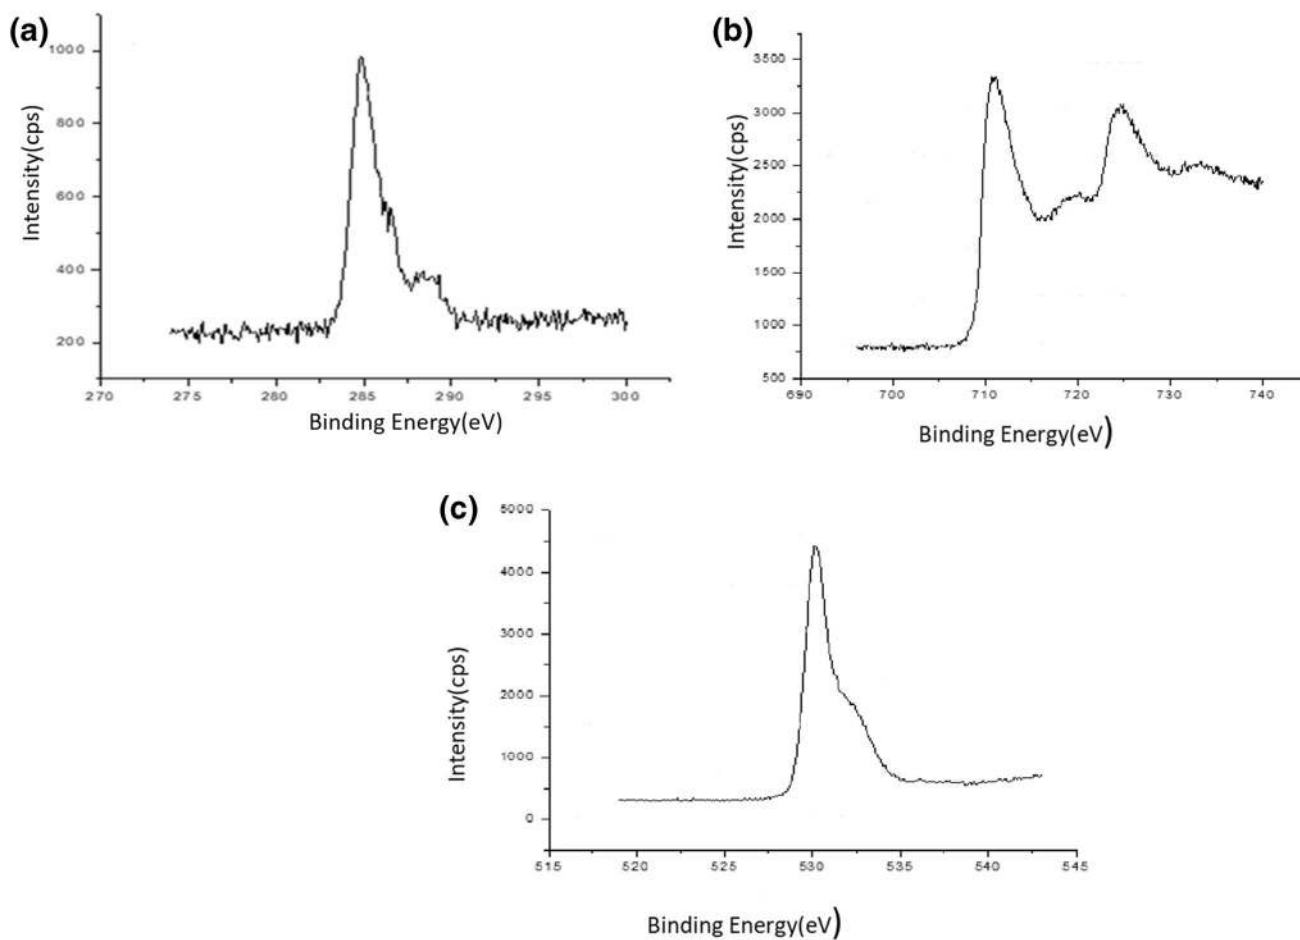 (a)
1000
800
600
400
200
Intensity(cps)
270 275 280 285 290 295 300
Binding Energy(eV)
(b)
3500
3000
2500
2000
1500
1000
500
Intensity(cps)
690 700 710 720 730 740
Binding Energy(eV)
(c)
5000
4000
3000
2000
1000
0
Intensity(cps)
515 520 525 530 535 540 545
Binding Energy(eV)